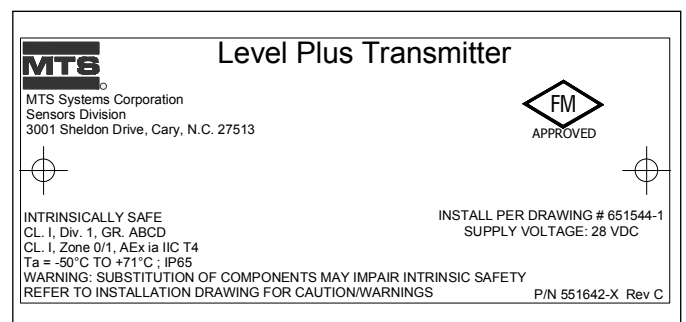 MTS
Level Plus Transmitter
MTS Systems Corporation
Sensors Division
3001 Sheldon Drive, Cary, N.C. 27513
FM
APPROVED
INTRINSICALLY SAFE
CL. I, Div. 1, GR. ABCD
CL. I, Zone 0/1, AEx ia IIC T4
Ta = -50°C TO +71°C ; IP65
INSTALL PER DRAWING # 651544-1
SUPPLY VOLTAGE: 28 VDC
WARNING: SUBSTITUTION OF COMPONENTS MAY IMPAIR INTRINSIC SAFETY
REFER TO INSTALLATION DRAWING FOR CAUTION/WARNINGS
P/N 551642-X Rev C